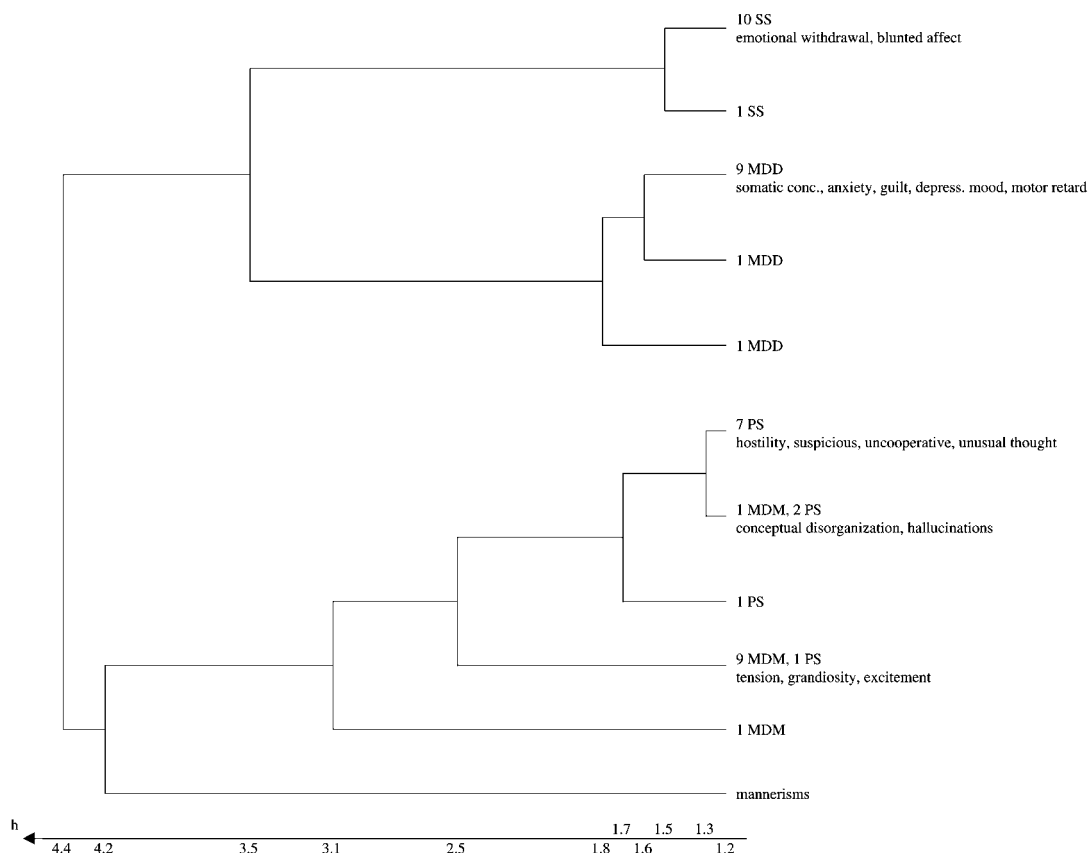 10 SS
emotional withdrawal, blunted affect
1 SS
9 MDD
somatic conc., anxiety, guilt, depress. mood, motor retard
1 MDD
1 MDD
7 PS
hostility, suspicious, uncooperative, unusual thought
1 MDM, 2 PS
conceptual disorganization, hallucinations
1 PS
9 MDM, 1 PS
tension, grandiosity, excitement
1 MDM
mannerisms
h
1.7 1.5 1.3
4.4 4.2 3.5 3.1 2.5 1.8 1.6 1.2